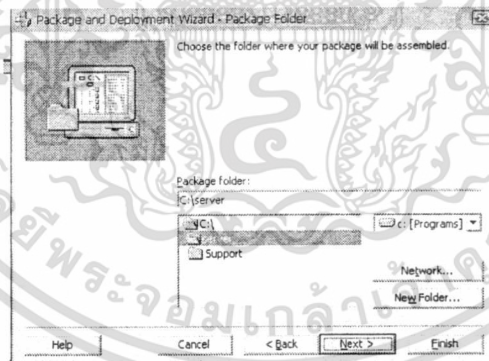 Package and Deployment Wizard - Package Folder
Choose the folder where your package will be assembled.
Package folder:
C:\server
C:\
c: [Programs]
Support
Network...
New Folder...
Help
Cancel
< Back
Next >
Finish